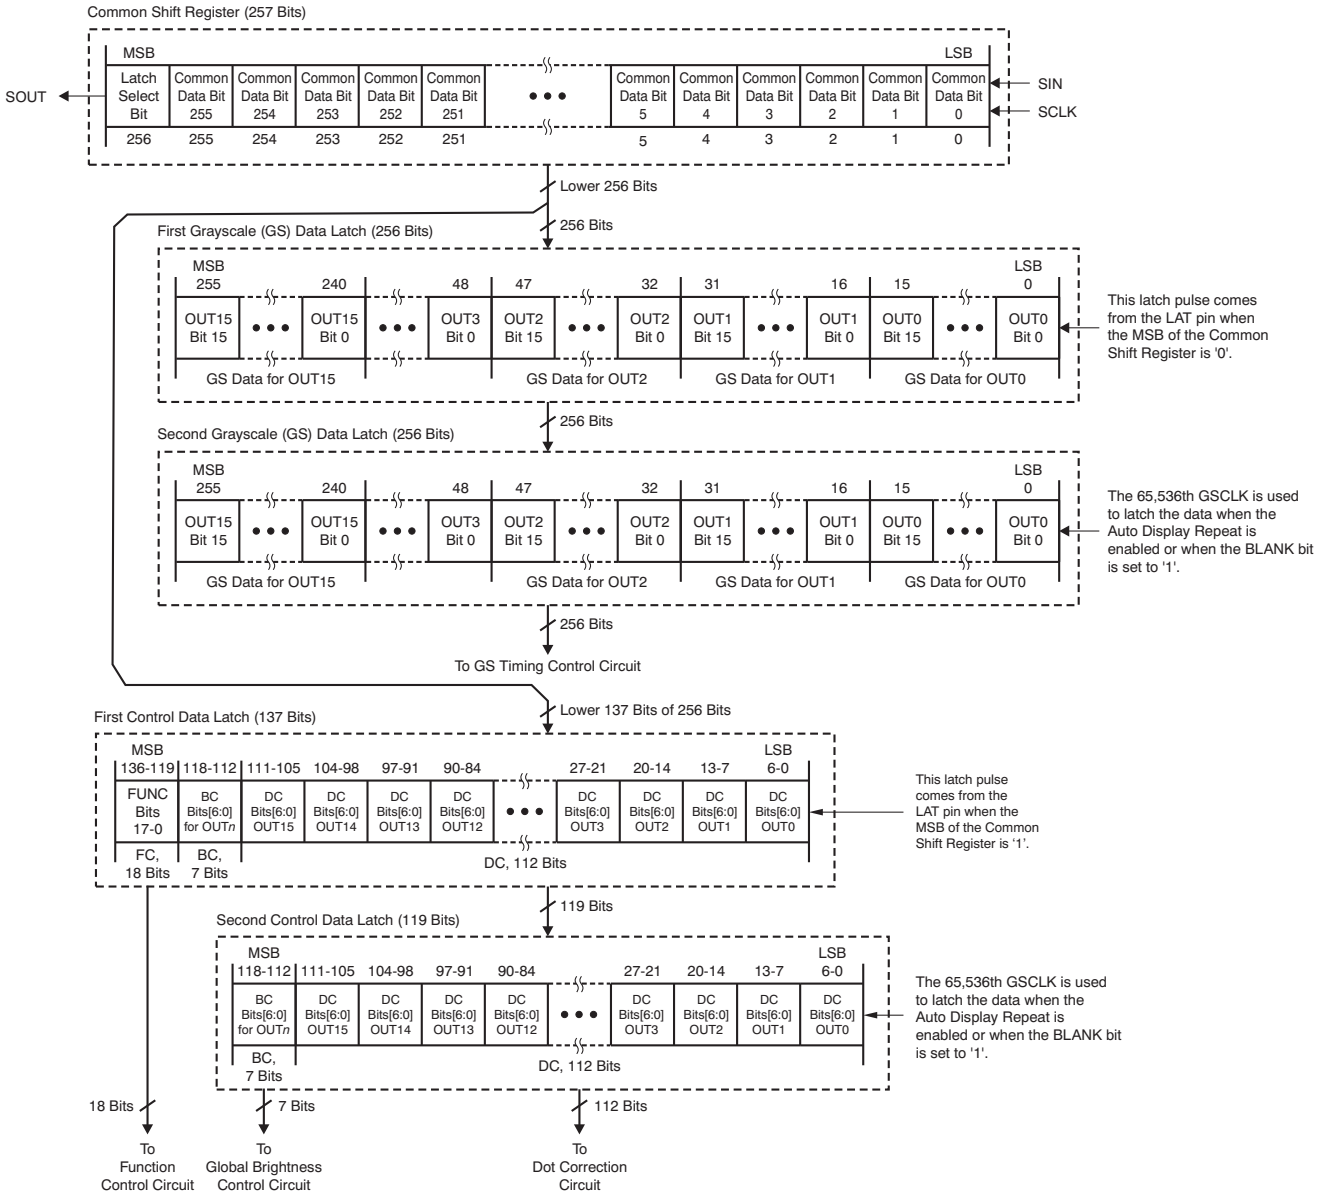 Common Shift Register (257 Bits)
MSB LSB
Latch Select Bit Common Data Bit 255 Common Data Bit 254 Common Data Bit 253 Common Data Bit 252 Common Data Bit 251 Common Data Bit 5 Common Data Bit 4 Common Data Bit 3 Common Data Bit 2 Common Data Bit 1 Common Data Bit 0
SOUT
SIN
SCLK
256 255 254 253 252 251 5 4 3 2 1 0
Lower 256 Bits
256 Bits
First Grayscale (GS) Data Latch (256 Bits)
MSB LSB
255 240 48 47 32 31 16 15 0
OUT15 Bit 15 OUT15 Bit 0 OUT3 Bit 0 OUT2 Bit 15 OUT2 Bit 0 OUT1 Bit 15 OUT1 Bit 0 OUT0 Bit 15 OUT0 Bit 0
GS Data for OUT15 GS Data for OUT2 GS Data for OUT1 GS Data for OUT0
This latch pulse comes
from the LAT pin when
the MSB of the Common
Shift Register is '0'.
256 Bits
Second Grayscale (GS) Data Latch (256 Bits)
MSB LSB
255 240 48 47 32 31 16 15 0
OUT15 Bit 15 OUT15 Bit 0 OUT3 Bit 0 OUT2 Bit 15 OUT2 Bit 0 OUT1 Bit 15 OUT1 Bit 0 OUT0 Bit 15 OUT0 Bit 0
GS Data for OUT15 GS Data for OUT2 GS Data for OUT1 GS Data for OUT0
The 65,536th GSCLK is used
to latch the data when the
Auto Display Repeat is
enabled or when the BLANK bit
is set to '1'.
256 Bits
To GS Timing Control Circuit
Lower 137 Bits of 256 Bits
First Control Data Latch (137 Bits)
MSB LSB
136-119 118-112 111-105 104-98 97-91 90-84 27-21 20-14 13-7 6-0
FUNC Bits 17-0 BC Bits[6:0] for OUTn DC Bits[6:0] OUT15 DC Bits[6:0] OUT14 DC Bits[6:0] OUT13 DC Bits[6:0] OUT12 DC Bits[6:0] OUT3 DC Bits[6:0] OUT2 DC Bits[6:0] OUT1 DC Bits[6:0] OUT0
FC, 18 Bits BC, 7 Bits DC, 112 Bits
This latch pulse
comes from the
LAT pin when the
MSB of the Common
Shift Register is '1'.
119 Bits
Second Control Data Latch (119 Bits)
MSB LSB
118-112 111-105 104-98 97-91 90-84 27-21 20-14 13-7 6-0
BC Bits[6:0] for OUTn DC Bits[6:0] OUT15 DC Bits[6:0] OUT14 DC Bits[6:0] OUT13 DC Bits[6:0] OUT12 DC Bits[6:0] OUT3 DC Bits[6:0] OUT2 DC Bits[6:0] OUT1 DC Bits[6:0] OUT0
BC, 7 Bits DC, 112 Bits
The 65,536th GSCLK is used
to latch the data when the
Auto Display Repeat is
enabled or when the BLANK bit
is set to '1'.
18 Bits 7 Bits 112 Bits
To Function Control Circuit
To Global Brightness Control Circuit
To Dot Correction Circuit